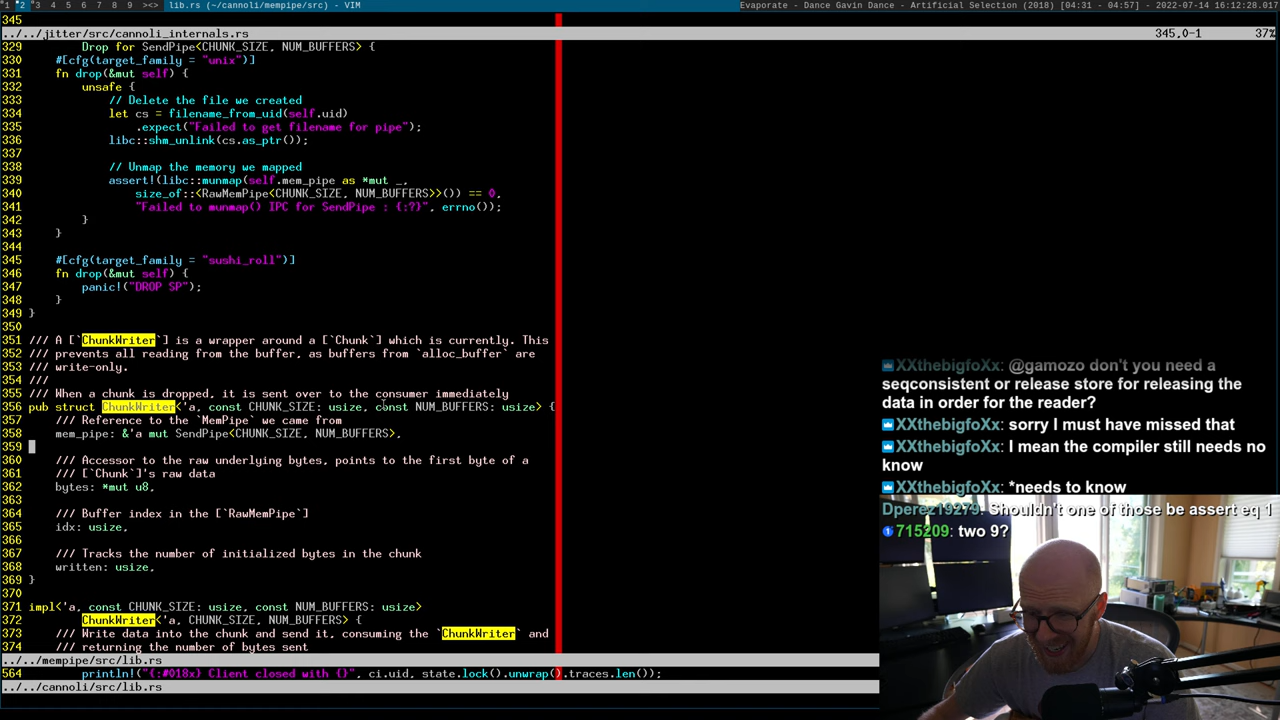 1 2 3 4 5 6 7 8 9 ><> lib.rs (~/cannoli/mempipe/src) - VIM Evaporate - Dance Gavin Dance - Artificial Selection (2018) [04:31 - 04:57] - 2022-07-14 16:12:28.017
345
../../jitter/src/cannoli_internals.rs 345,0-1 37%
329 Drop for SendPipe<CHUNK_SIZE, NUM_BUFFERS> {
330 #[cfg(target_family = "unix")]
331 fn drop(&mut self) {
332 unsafe {
333 // Delete the file we created
334 let cs = filename_from_uid(self.uid)
335 .expect("Failed to get filename for pipe");
336 libc::shm_unlink(cs.as_ptr());
337
338 // Unmap the memory we mapped
339 assert!(libc::munmap(self.mem_pipe as *mut _,
340 size_of::<RawMemPipe<CHUNK_SIZE, NUM_BUFFERS>>()) == 0,
341 "Failed to munmap() IPC for SendPipe : {:?}", errno());
342 }
343 }
344
345 #[cfg(target_family = "sushi_roll")]
346 fn drop(&mut self) {
347 panic!("DROP SP");
348 }
349 }
350
351 /// A [`ChunkWriter`] is a wrapper around a [`Chunk`] which is currently. This
352 /// prevents all reading from the buffer, as buffers from `alloc_buffer` are
353 /// write-only.
354 ///
355 /// When a chunk is dropped, it is sent over to the consumer immediately
356 pub struct ChunkWriter<'a, const CHUNK_SIZE: usize, const NUM_BUFFERS: usize> {
357 /// Reference to the `MemPipe` we came from
358 mem_pipe: &'a mut SendPipe<CHUNK_SIZE, NUM_BUFFERS>,
359
360 /// Accessor to the raw underlying bytes, points to the first byte of a
361 /// [`Chunk`]'s raw data
362 bytes: *mut u8,
363
364 /// Buffer index in the [`RawMemPipe`]
365 idx: usize,
366
367 /// Tracks the number of initialized bytes in the chunk
368 written: usize,
369 }
370
371 impl<'a, const CHUNK_SIZE: usize, const NUM_BUFFERS: usize>
372 ChunkWriter<'a, CHUNK_SIZE, NUM_BUFFERS> {
373 /// Write data into the chunk and send it, consuming the `ChunkWriter` and
374 /// returning the number of bytes sent
../../mempipe/src/lib.rs
564 println!("{:#018x} Client closed with {}", ci.uid, state.lock().unwrap().traces.len());
../../cannoli/src/lib.rs
XXthebigfoXx: @gamozo don't you need a
seqconsistent or release store for releasing the
data in order for the reader?
XXthebigfoXx: sorry I must have missed that
XXthebigfoXx: I mean the compiler still needs no
know
XXthebigfoXx: *needs to know
Dperez19279: Shouldn't one of those be assert eq 1
715209: two 9?